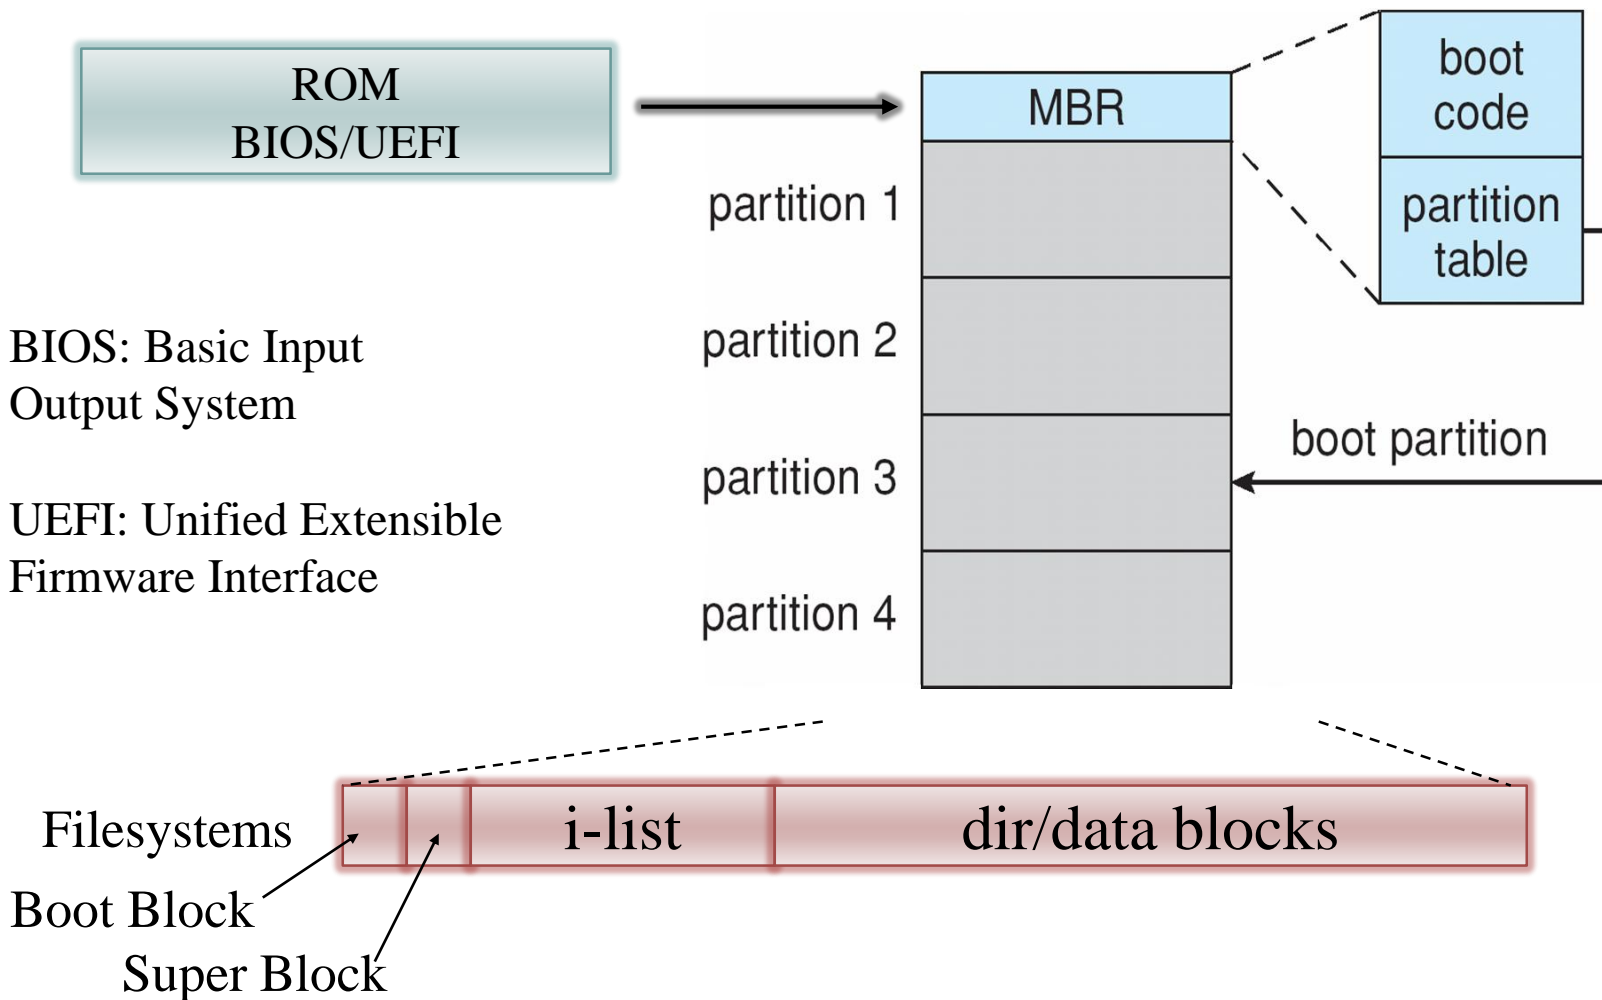 ROM
BIOS/UEFI
MBR
boot
code
partition
table
partition 1
partition 2
partition 3
partition 4
boot partition
BIOS: Basic Input
Output System
UEFI: Unified Extensible
Firmware Interface
Filesystems
i-list
dir/data blocks
Boot Block
Super Block